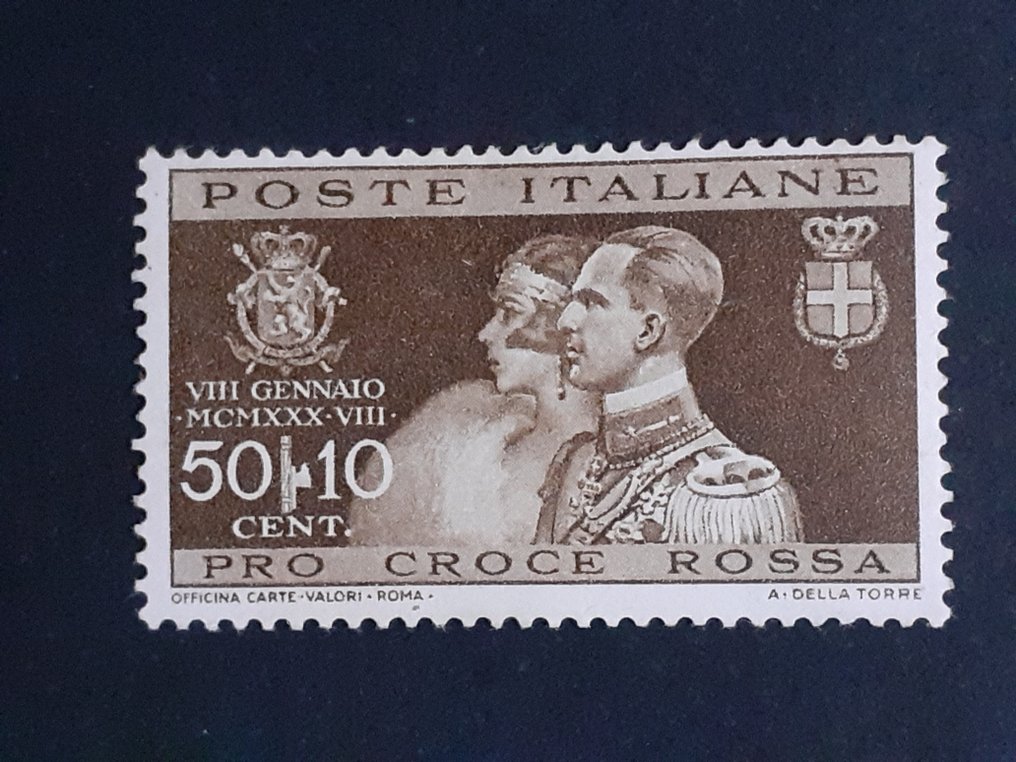 POSTE ITALIANE
VIII GENNAIO
·MCMXXX·VIII·
50 10
CENT.
PRO CROCE ROSSA
OFFICINA CARTE·VALORI·ROMA· A·DELLA TORRE